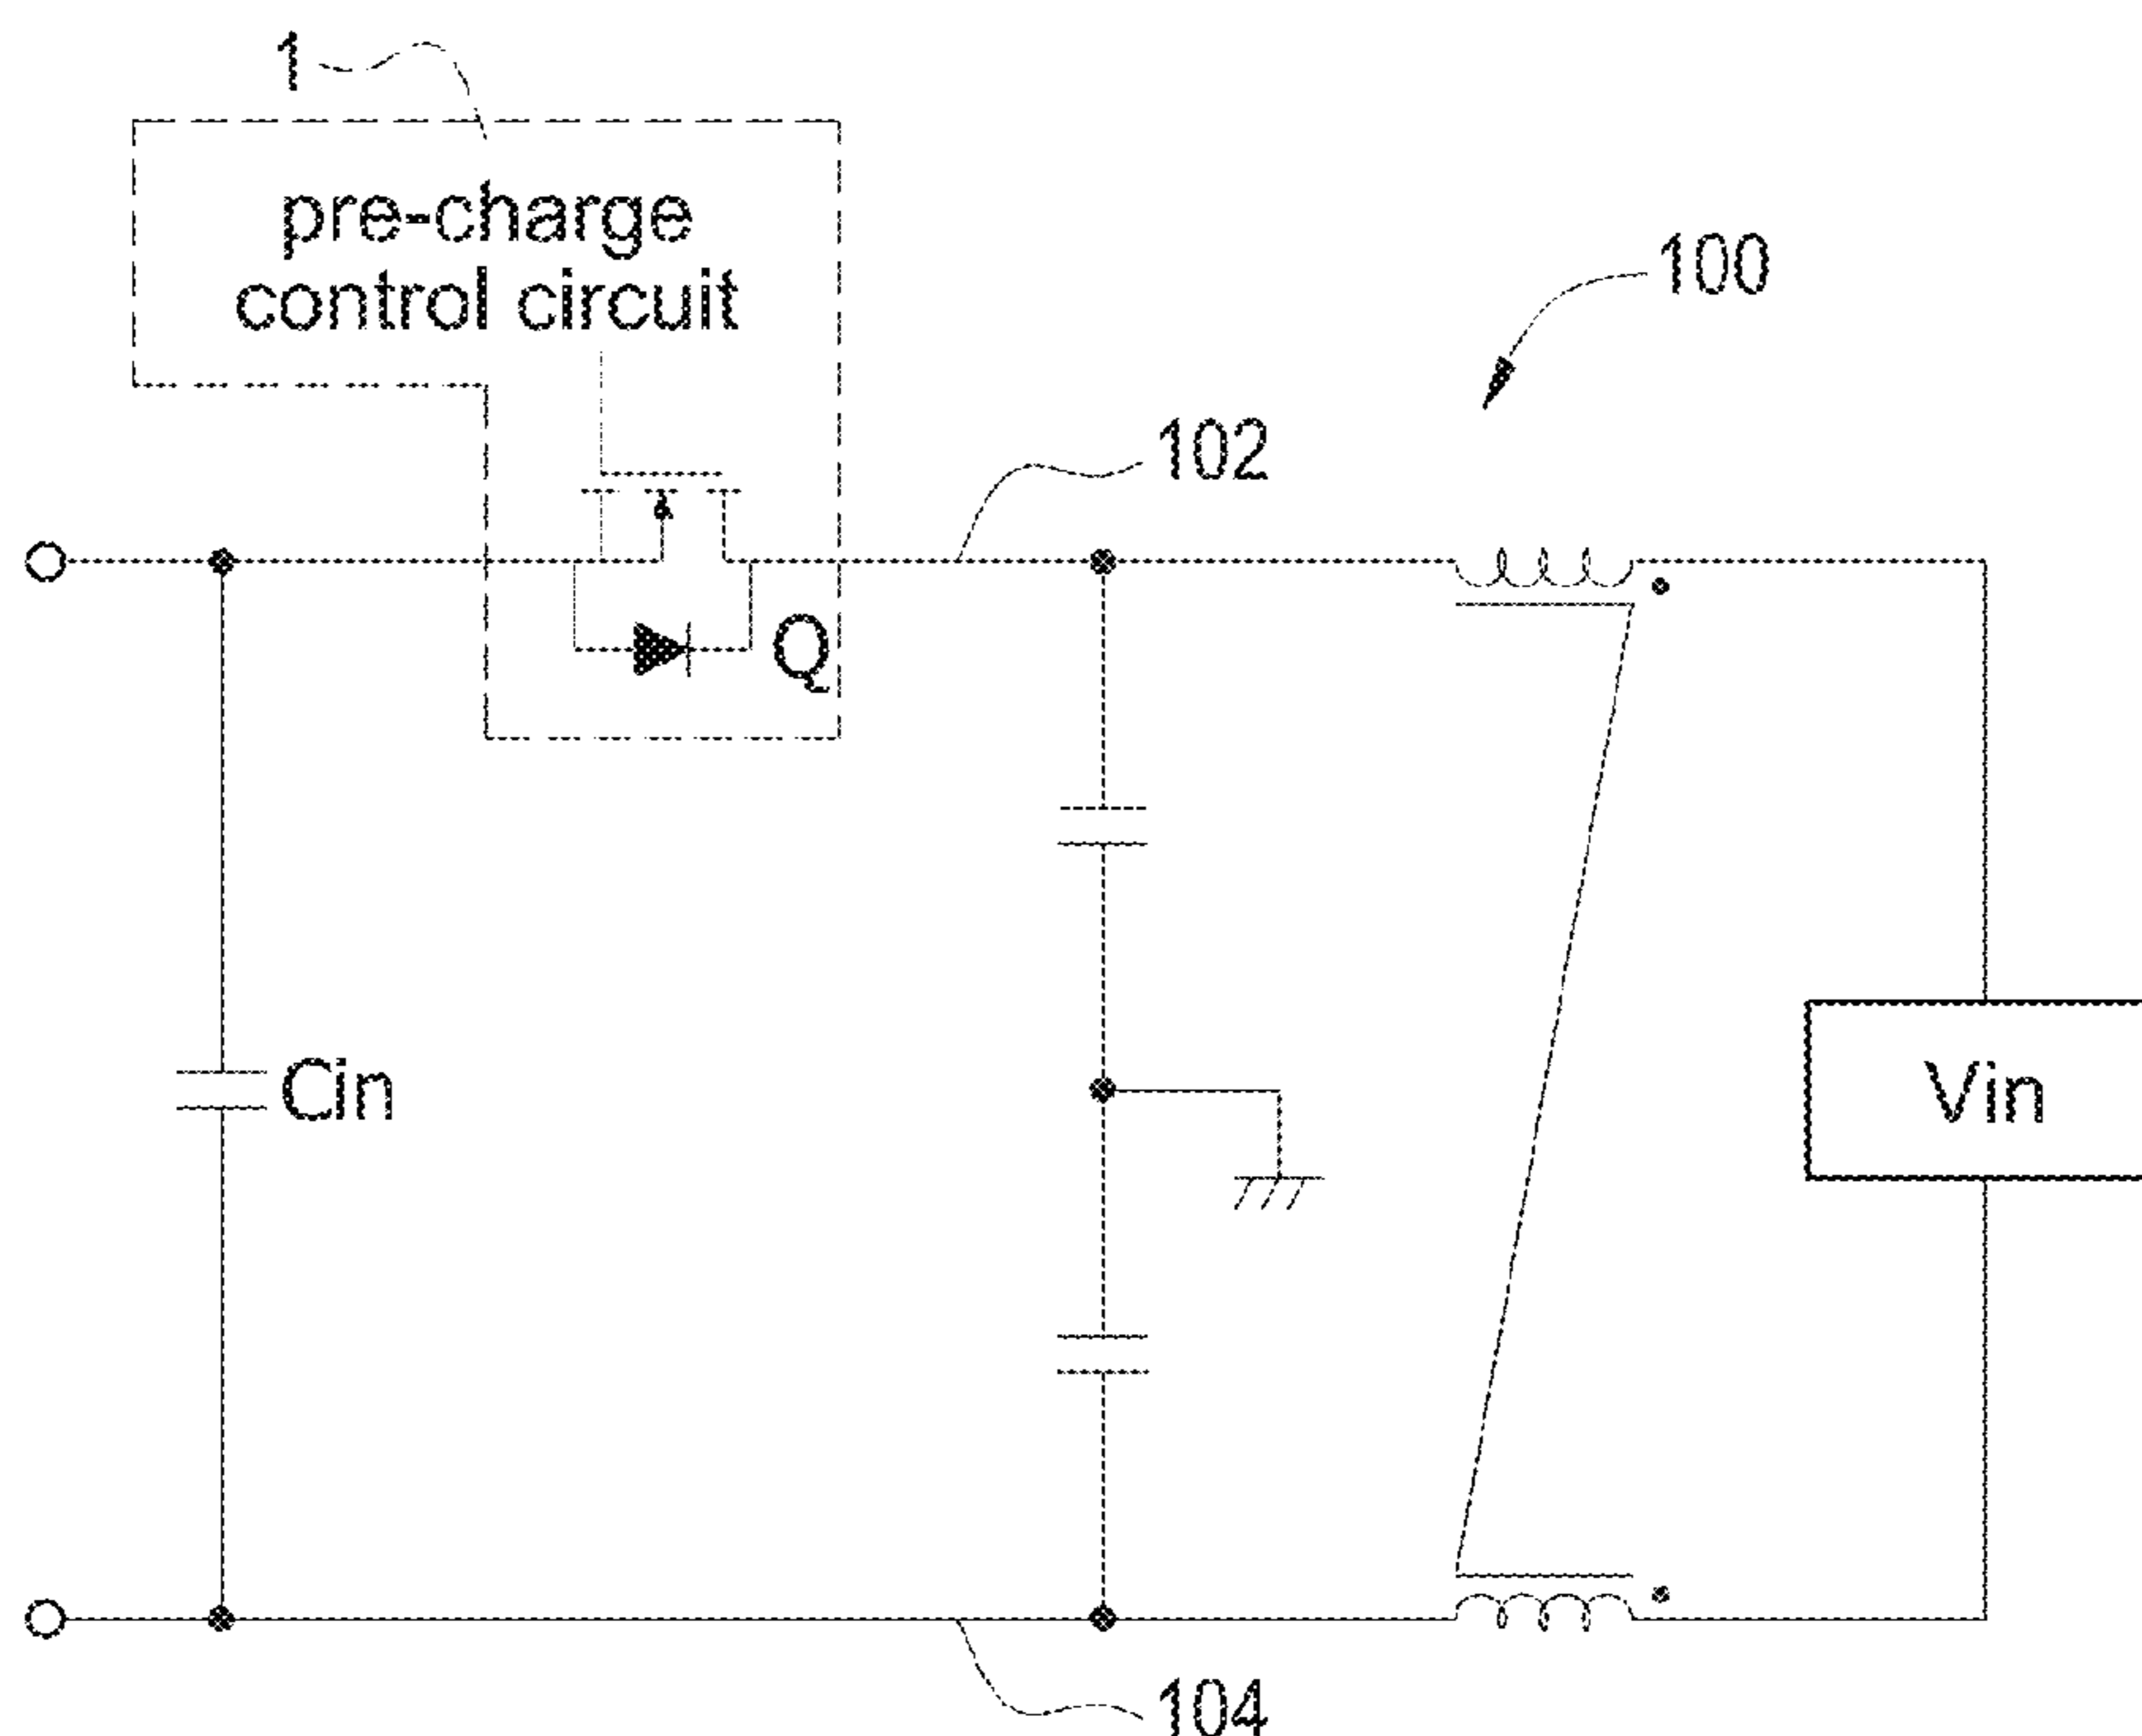 1
pre-charge
control circuit
100
102
Q
Cin
Vin
104